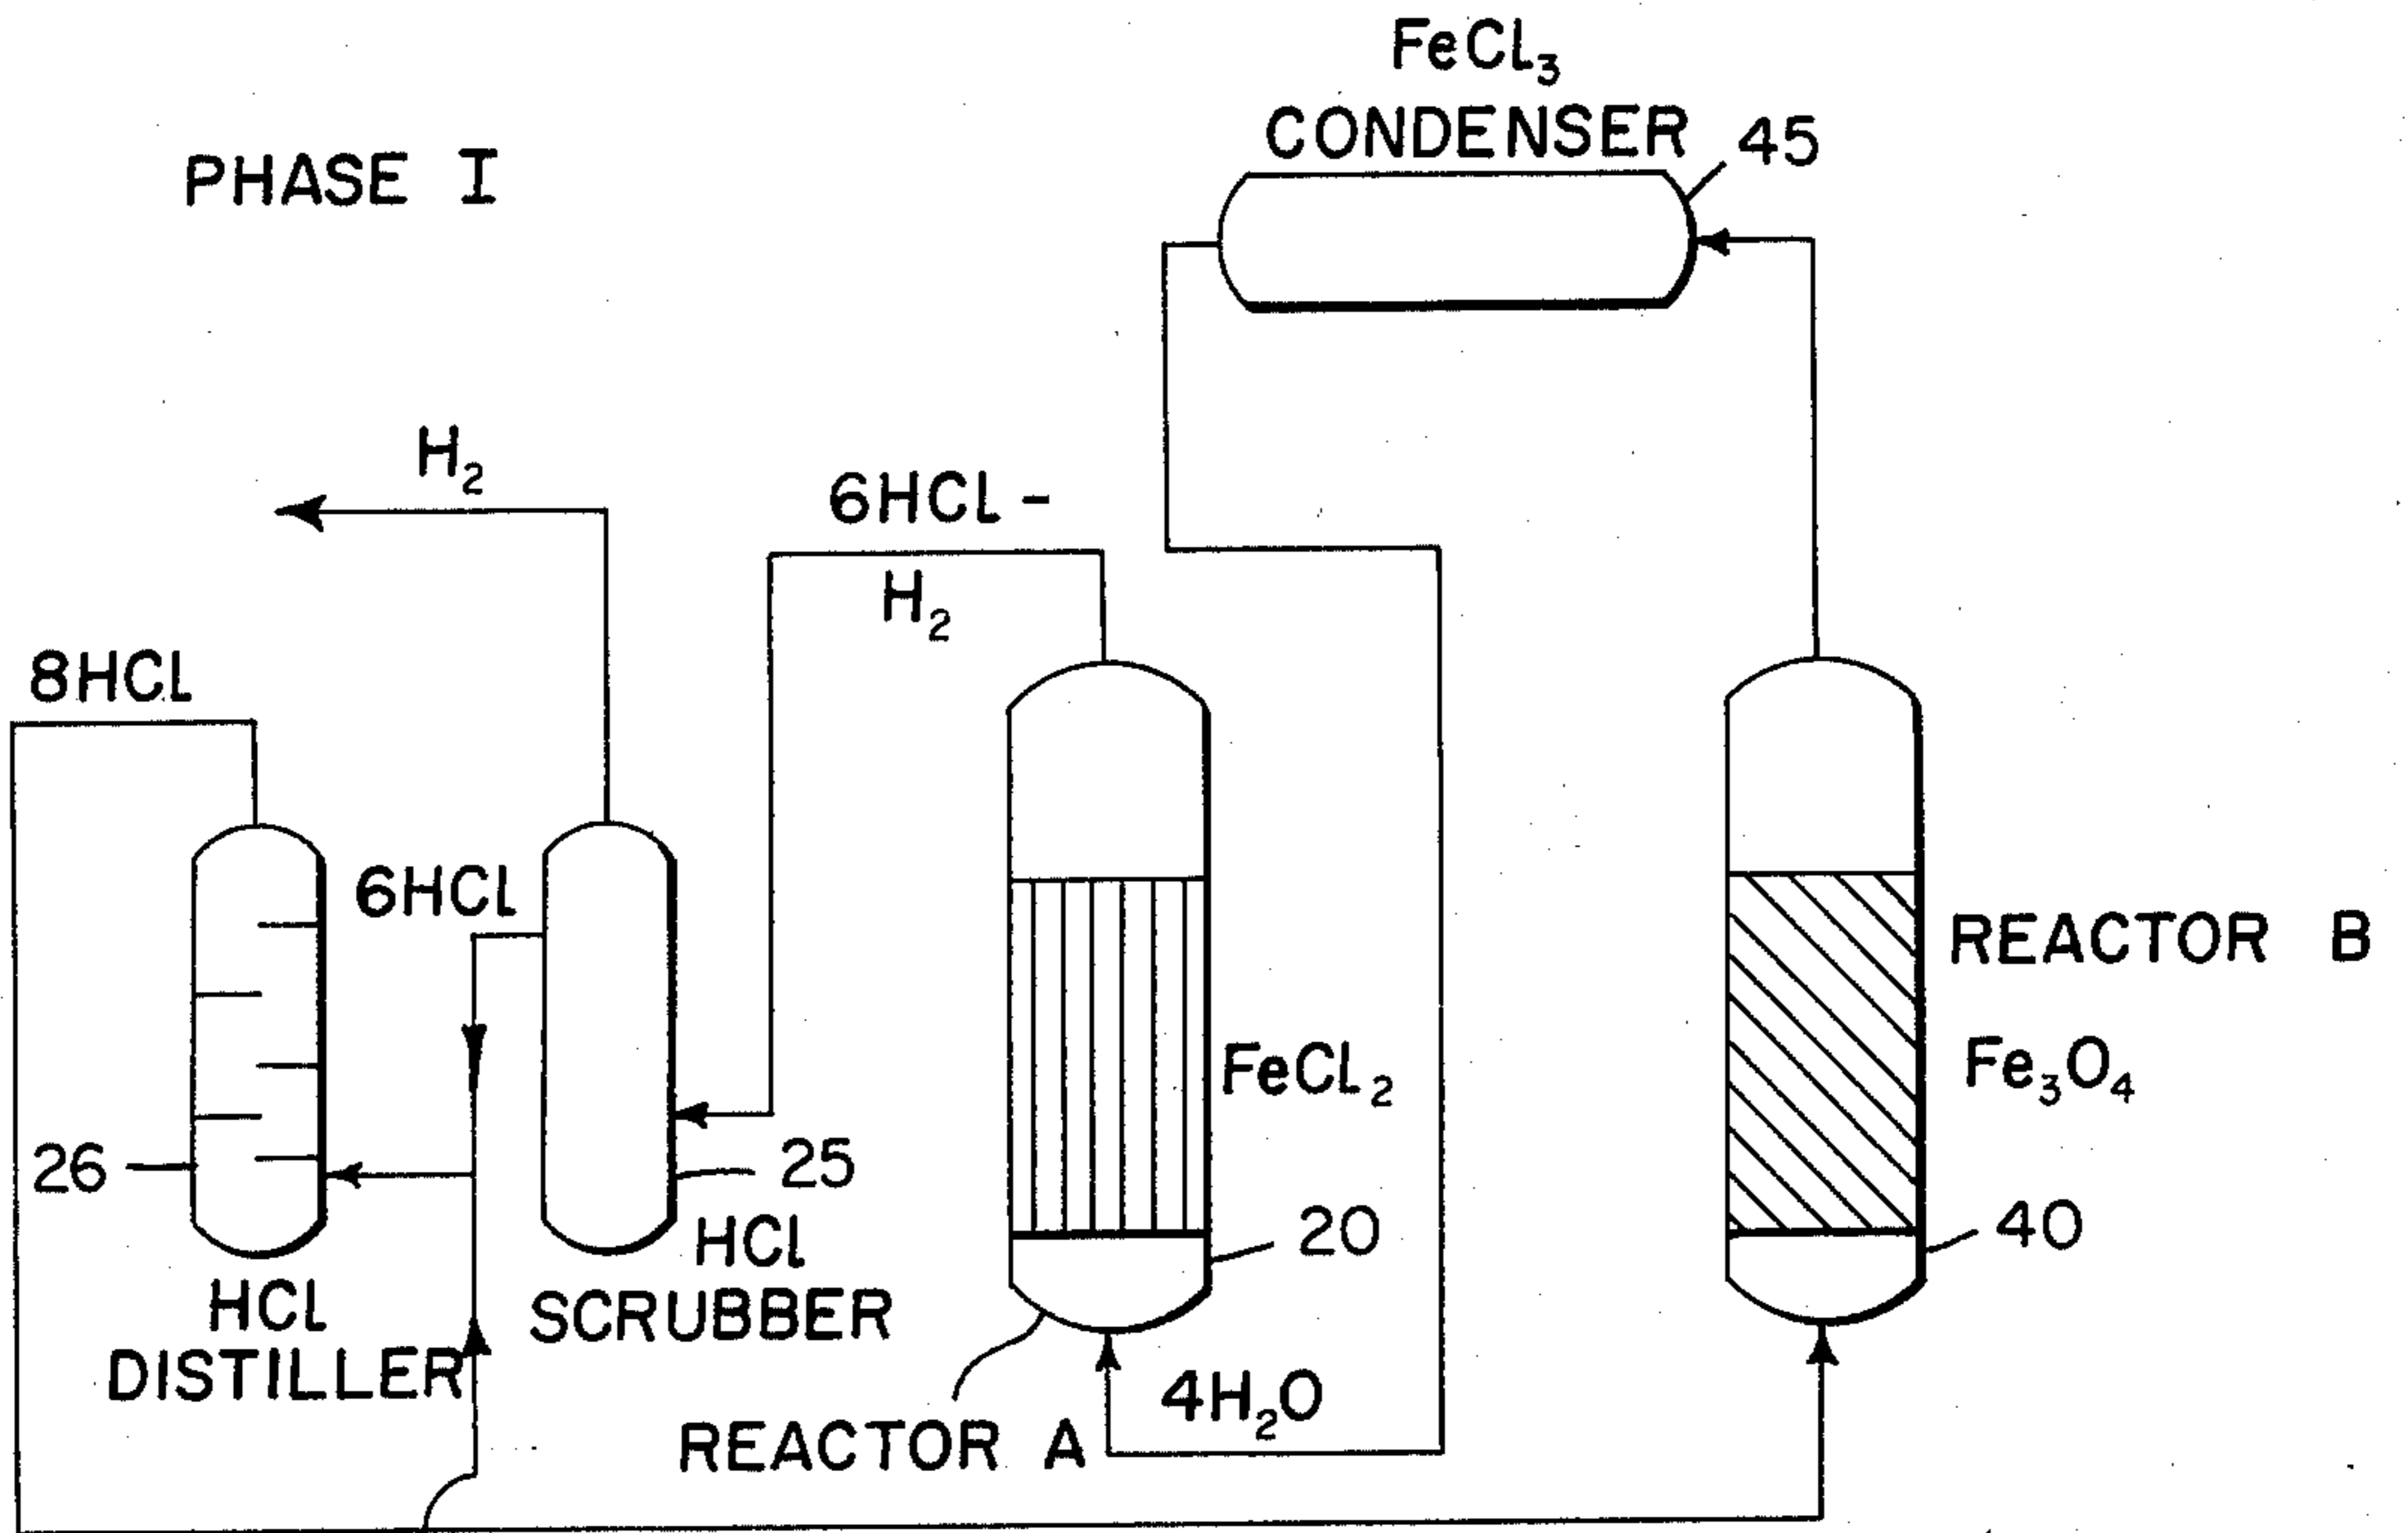 FeCl₃
CONDENSER
45
PHASE I
H₂
6HCl -
H₂
8HCl
6HCl
REACTOR B
FeCl₂
Fe₃O₄
26
25
20
40
HCl
SCRUBBER
HCl
DISTILLER
4H₂O
REACTOR A